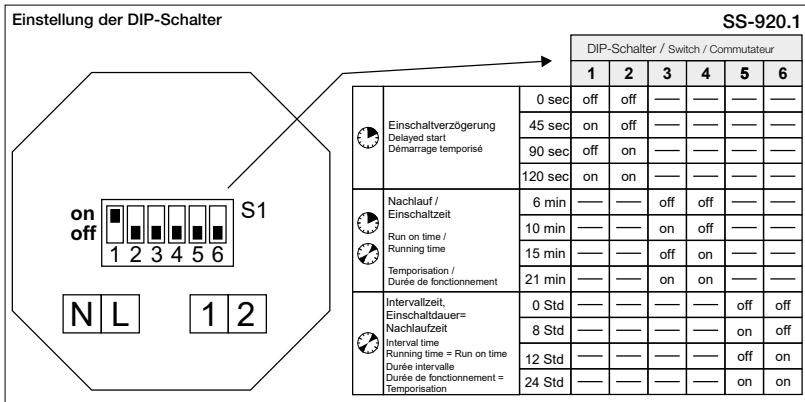 Einstellung der DIP-Schalter
SS-920.1
DIP-Schalter / Switch / Commutateur
1 2 3 4 5 6
Einschaltverzögerung
Delayed start
Démarrage temporisé
0 sec off off — — — —
45 sec on off — — — —
90 sec off on — — — —
120 sec on on — — — —
Nachlauf /
Einschaltzeit
Run on time /
Running time
Temporisation /
Durée de fonctionnement
6 min — — off off — —
10 min — — on off — —
15 min — — off on — —
21 min — — on on — —
Intervallzeit,
Einschaltdauer=
Nachlaufzeit
Interval time
Running time = Run on time
Durée intervalle
Durée de fonctionnement =
Temporisation
0 Std — — — — off off
8 Std — — — — on off
12 Std — — — — off on
24 Std — — — — on on
on
off
S1
1 2 3 4 5 6
N L
1 2